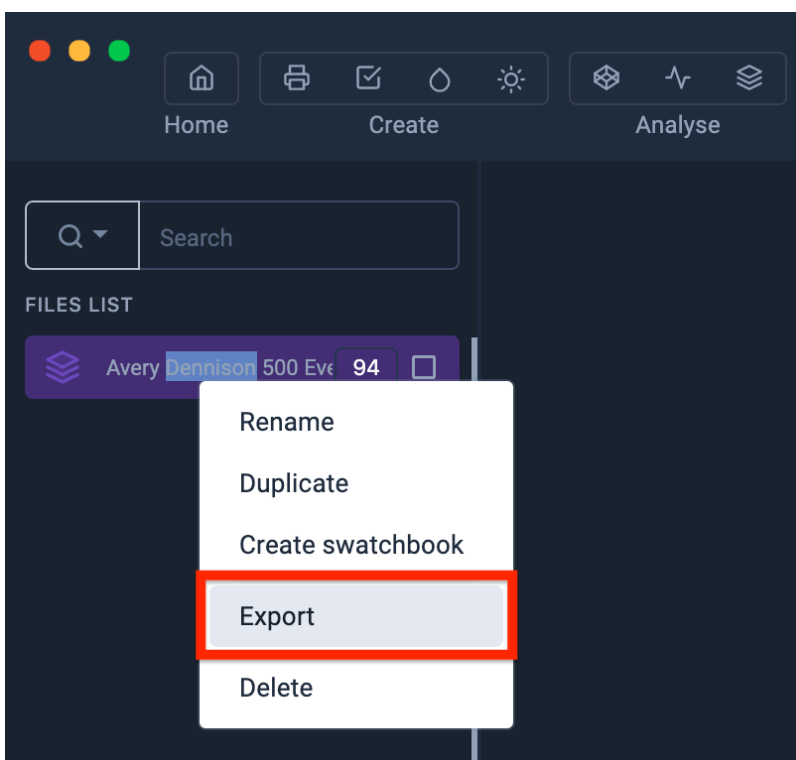 Home
Create
Analyse
Search
FILES LIST
Avery Dennison 500 Eve 94
Rename
Duplicate
Create swatchbook
Export
Delete